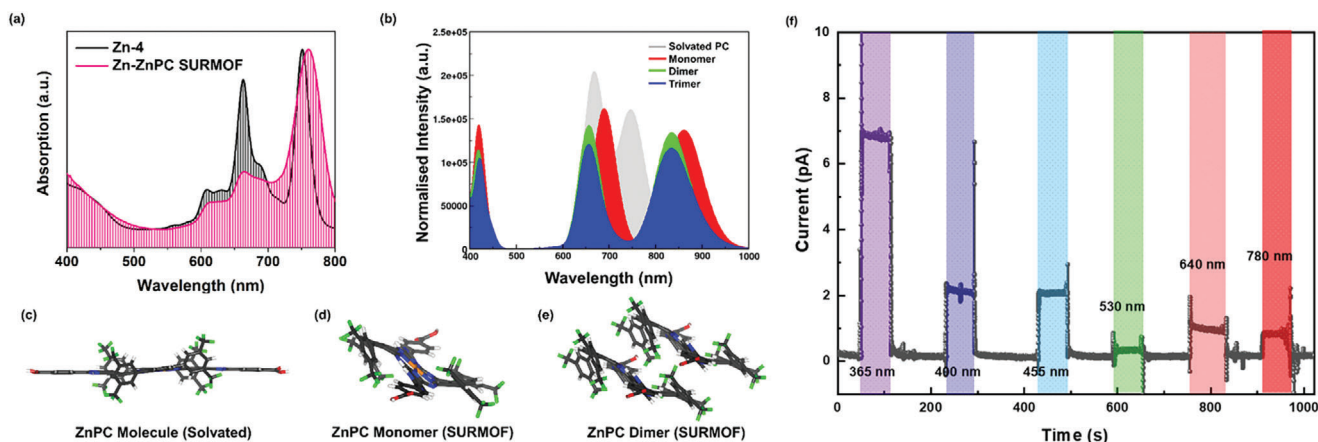 (a)
Zn-4
Zn-ZnPC SURMOF
Absorption (a.u.)
400 500 600 700 800
Wavelength (nm)
(b)
Solvated PC
Monomer
Dimer
Trimer
Normalised Intensity (a.u.)
2.5e+05
2e+05
1.5e+05
1e+05
50000
0
400 500 600 700 800 900 1000
Wavelength (nm)
(c)
ZnPC Molecule (Solvated)
(d)
ZnPC Monomer (SURMOF)
(e)
ZnPC Dimer (SURMOF)
(f)
Current (pA)
10
8
6
4
2
0
365 nm
400 nm
455 nm
530 nm
640 nm
780 nm
0 200 400 600 800 1000
Time (s)